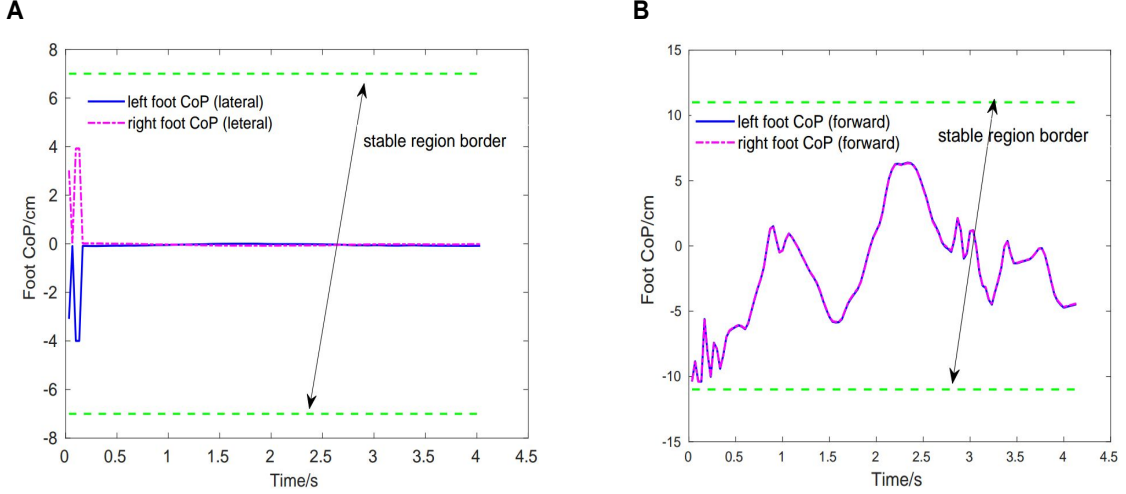 A
8
6
4
2
0
-2
-4
-6
-8
Foot CoP/cm
left foot CoP (lateral)
right foot CoP (leteral)
stable region border
0 0.5 1 1.5 2 2.5 3 3.5 4 4.5
Time/s
B
15
10
5
0
-5
-10
-15
Foot CoP/cm
left foot CoP (forward)
right foot CoP (forward)
stable region border
0 0.5 1 1.5 2 2.5 3 3.5 4 4.5
Time/s